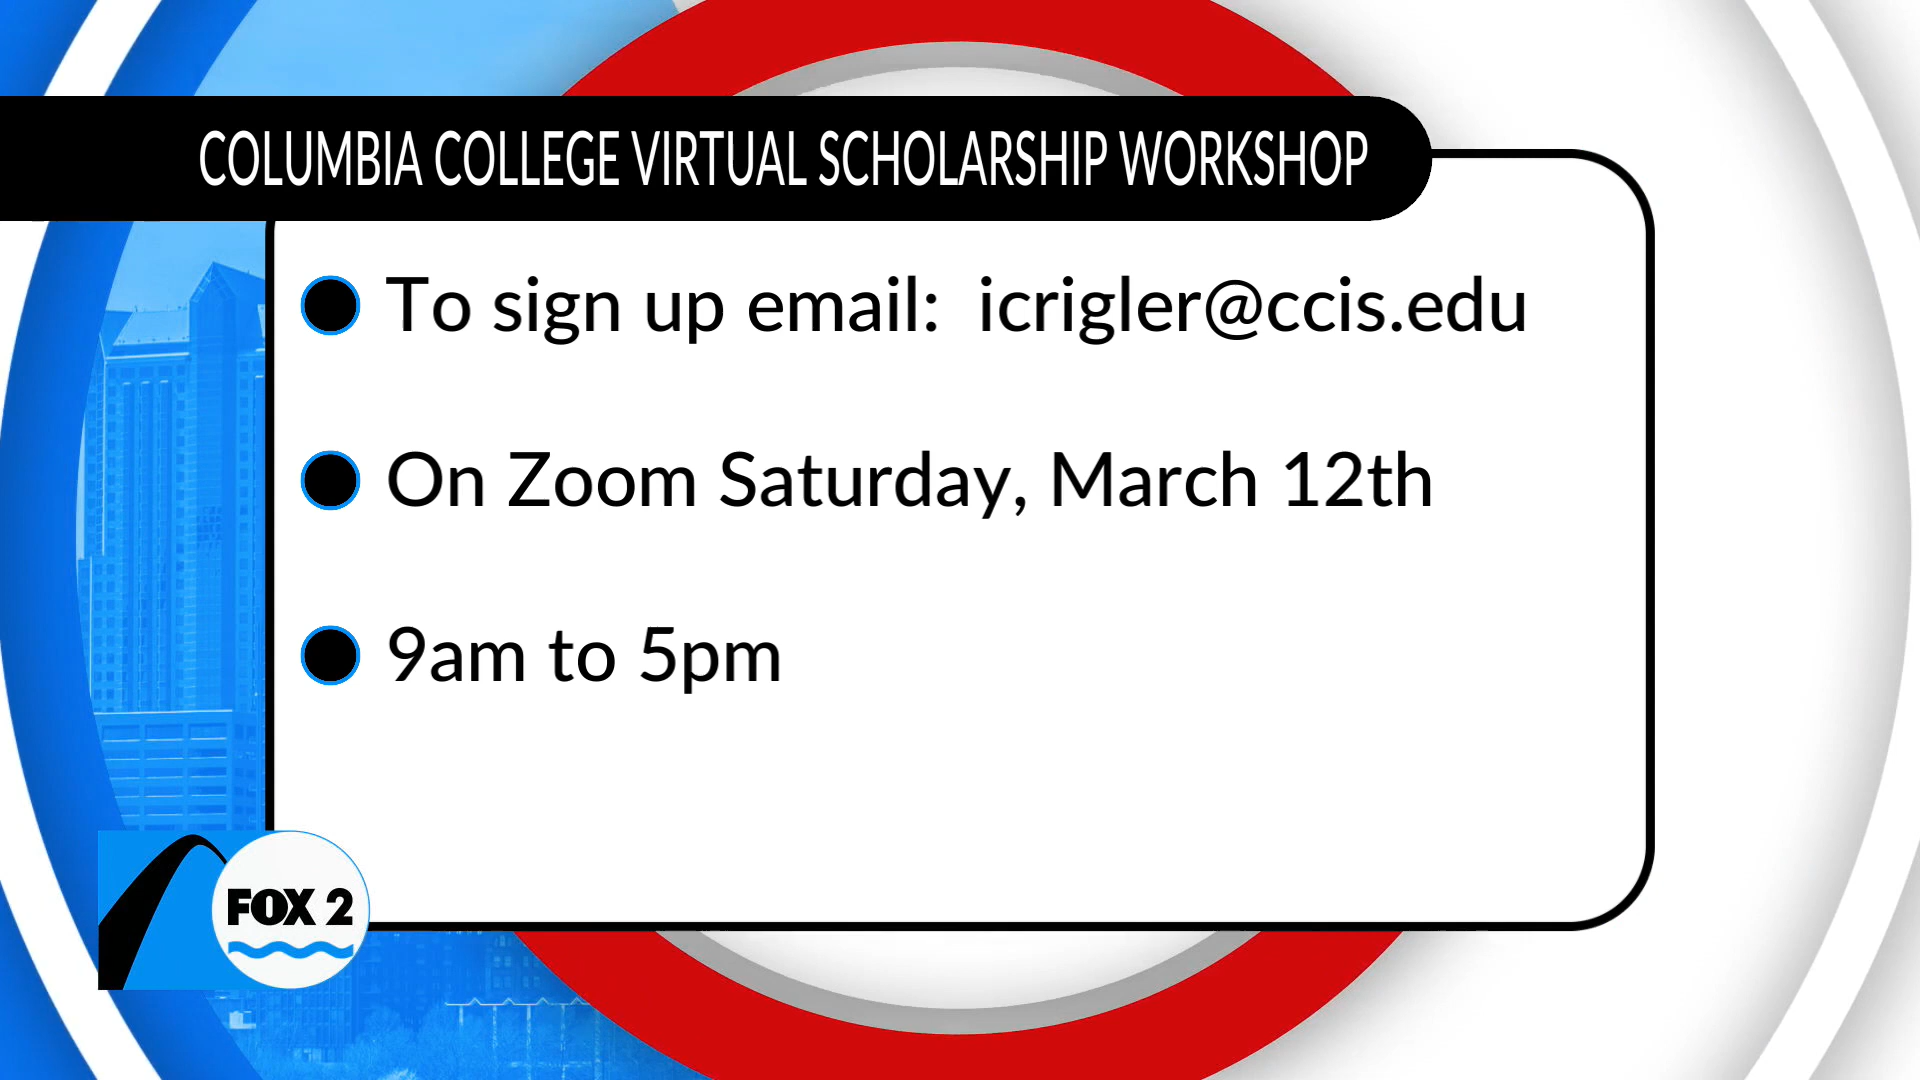 COLUMBIA COLLEGE VIRTUAL SCHOLARSHIP WORKSHOP
To sign up email: icrigler@ccis.edu
On Zoom Saturday, March 12th
9am to 5pm
FOX 2